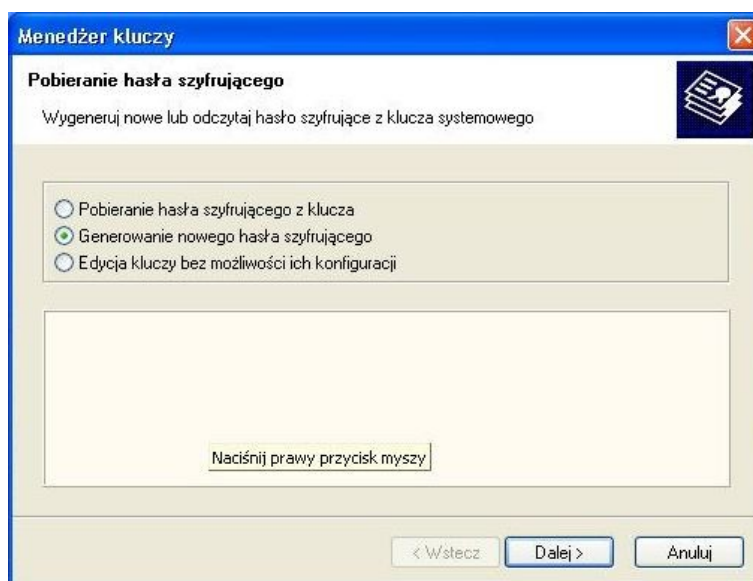 Menedżer kluczy
Pobieranie hasła szyfrującego
Wygeneruj nowe lub odczytaj hasło szyfrujące z klucza systemowego
Pobieranie hasła szyfrującego z klucza
Generowanie nowego hasła szyfrującego
Edycja kluczy bez możliwości ich konfiguracji
Naciśnij prawy przycisk myszy
< Wstecz Dalej > Anuluj